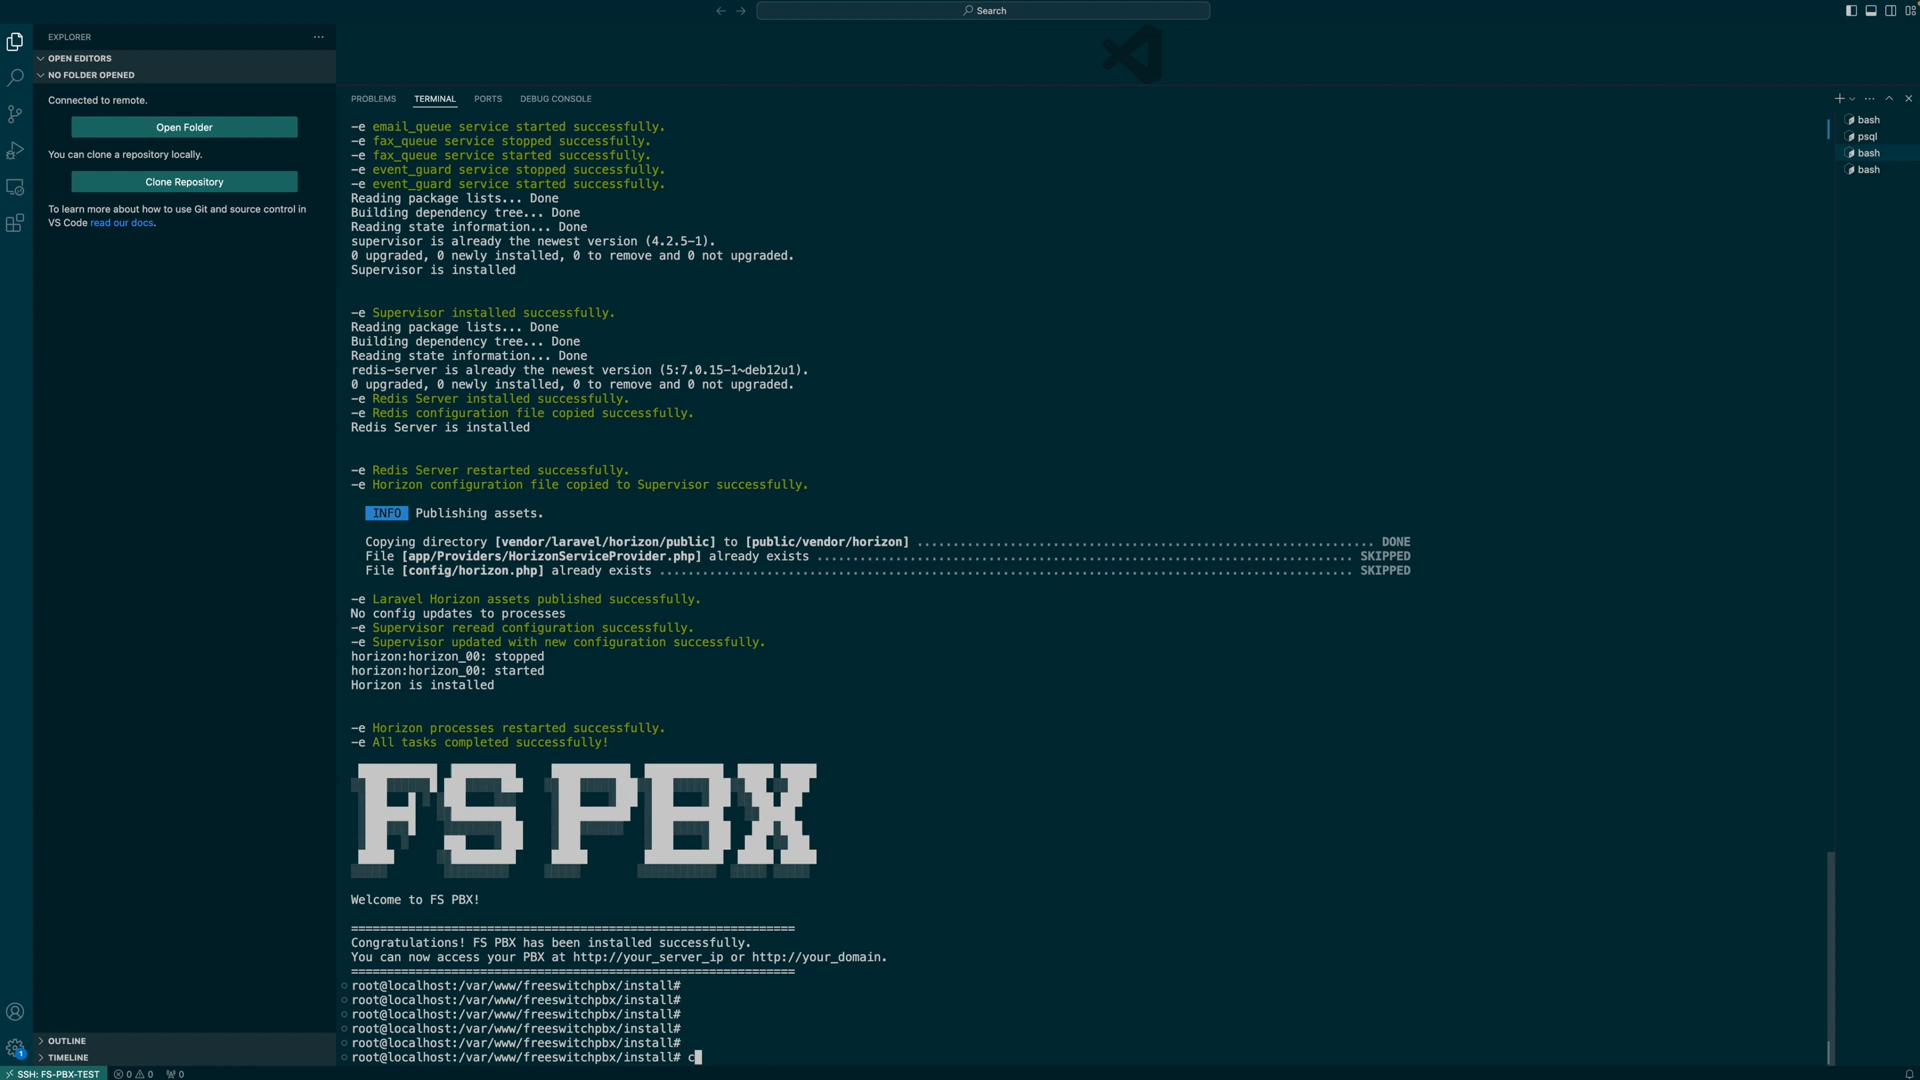 Search
EXPLORER
OPEN EDITORS
NO FOLDER OPENED
Connected to remote.
Open Folder
You can clone a repository locally.
Clone Repository
To learn more about how to use Git and source control in
VS Code read our docs.
OUTLINE
TIMELINE
PROBLEMS TERMINAL PORTS DEBUG CONSOLE
-e email_queue service started successfully.
-e fax_queue service stopped successfully.
-e fax_queue service started successfully.
-e event_guard service stopped successfully.
-e event_guard service started successfully.
Reading package lists... Done
Building dependency tree... Done
Reading state information... Done
supervisor is already the newest version (4.2.5-1).
0 upgraded, 0 newly installed, 0 to remove and 0 not upgraded.
Supervisor is installed
-e Supervisor installed successfully.
Reading package lists... Done
Building dependency tree... Done
Reading state information... Done
redis-server is already the newest version (5:7.0.15-1~deb12u1).
0 upgraded, 0 newly installed, 0 to remove and 0 not upgraded.
-e Redis Server installed successfully.
-e Redis configuration file copied successfully.
Redis Server is installed
-e Redis Server restarted successfully.
-e Horizon configuration file copied to Supervisor successfully.
INFO Publishing assets.
Copying directory [vendor/laravel/horizon/public] to [public/vendor/horizon] ................................................................ DONE
File [app/Providers/HorizonServiceProvider.php] already exists ........................................................................... SKIPPED
File [config/horizon.php] already exists ................................................................................................. SKIPPED
-e Laravel Horizon assets published successfully.
No config updates to processes
-e Supervisor reread configuration successfully.
-e Supervisor updated with new configuration successfully.
horizon:horizon_00: stopped
horizon:horizon_00: started
Horizon is installed
-e Horizon processes restarted successfully.
-e All tasks completed successfully!
FS PBX
Welcome to FS PBX!
==============================================================
Congratulations! FS PBX has been installed successfully.
You can now access your PBX at http://your_server_ip or http://your_domain.
==============================================================
root@localhost:/var/www/freeswitchpbx/install#
root@localhost:/var/www/freeswitchpbx/install#
root@localhost:/var/www/freeswitchpbx/install#
root@localhost:/var/www/freeswitchpbx/install#
root@localhost:/var/www/freeswitchpbx/install#
root@localhost:/var/www/freeswitchpbx/install# c
bash
psql
bash
bash
1
SSH: FS-PBX-TEST 0 0 0